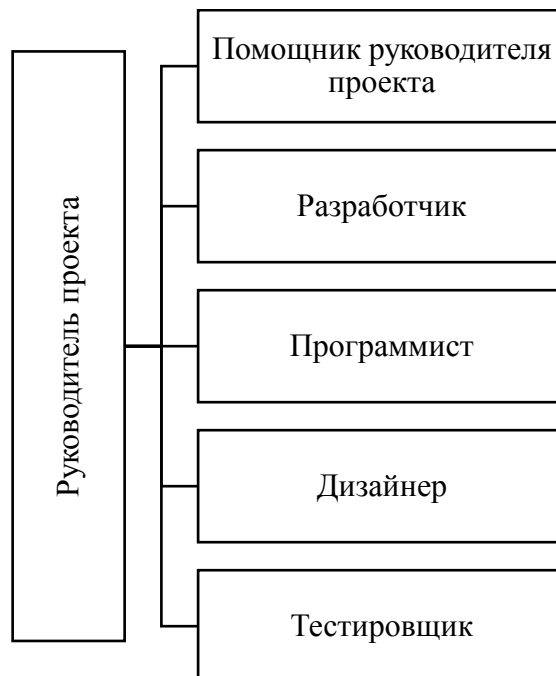 Руководитель проекта
Помощник руководителя
проекта
Разработчик
Программист
Дизайнер
Тестировщик